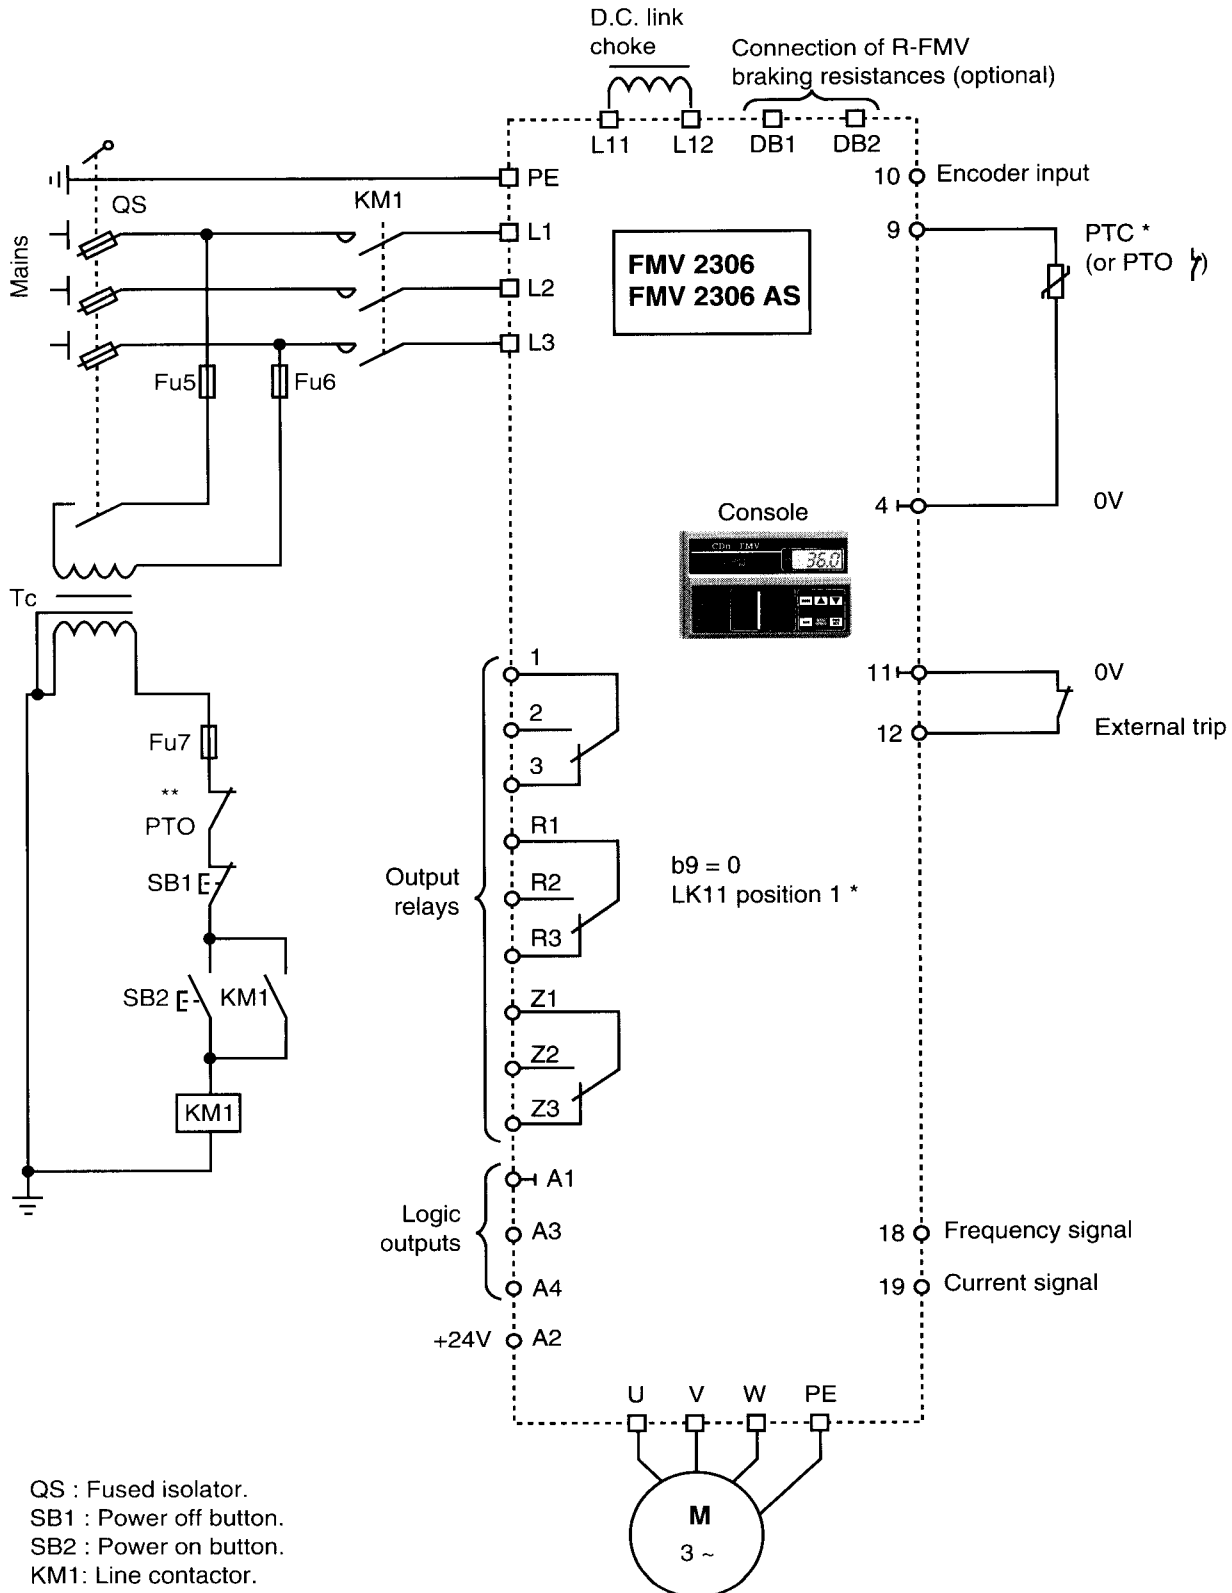 D.C. link
choke
Connection of R-FMV
braking resistances (optional)
L11
L12
DB1
DB2
PE
10
Encoder input
QS
KM1
Mains
L1
9
PTC *
(or PTO )
FMV 2306
FMV 2306 AS
L2
L3
Fu5
Fu6
4
0V
Console
CDn FMV
36.0
Tc
1
11
0V
2
12
External trip
Fu7
3
**
PTO
R1
b9 = 0
LK11 position 1 *
SB1
Output
relays
R2
R3
SB2
KM1
Z1
Z2
KM1
Z3
A1
Logic
outputs
A3
18
Frequency signal
A4
19
Current signal
+24V
A2
U
V
W
PE
M
3 ~
QS : Fused isolator.
SB1 : Power off button.
SB2 : Power on button.
KM1: Line contactor.